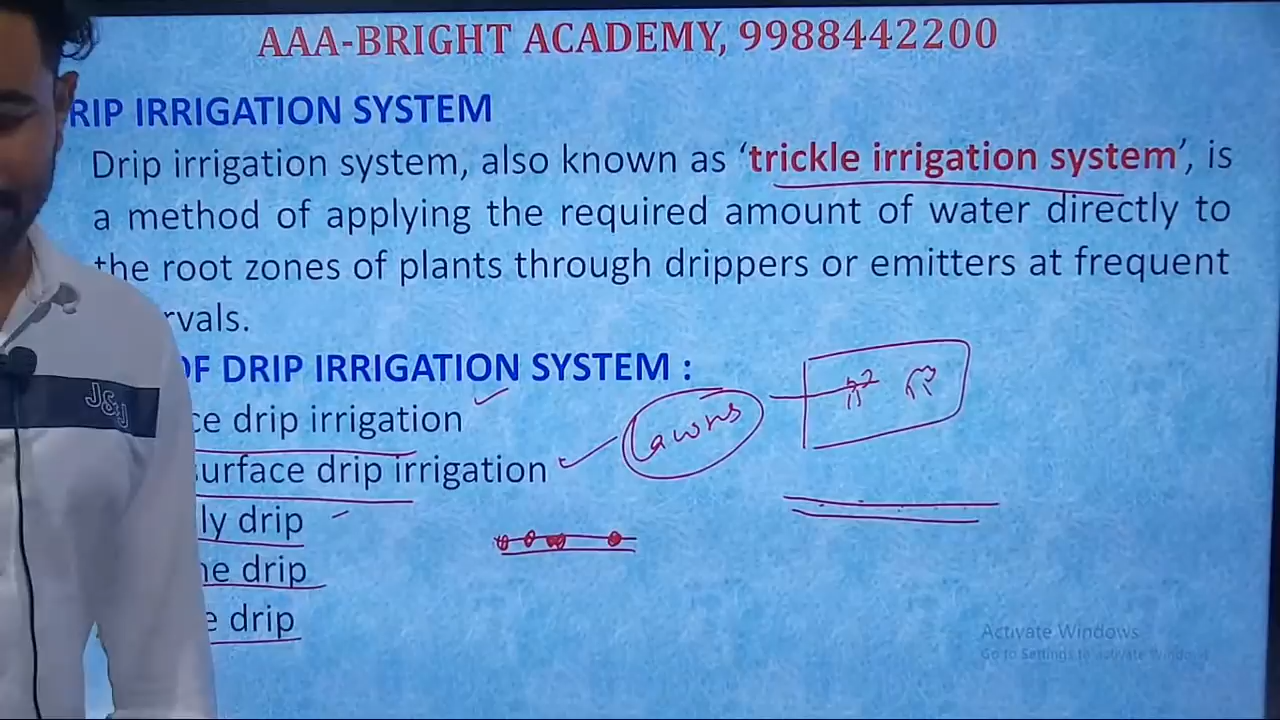 AAA-BRIGHT ACADEMY, 9988442200
RIP IRRIGATION SYSTEM
Drip irrigation system, also known as ‘trickle irrigation system’, is
a method of applying the required amount of water directly to
the root zones of plants through drippers or emitters at frequent
rvals.
OF DRIP IRRIGATION SYSTEM :
ce drip irrigation
Lawns
surface drip irrigation
ly drip
ne drip
e drip
J&J
Activate Windows
Go to Settings to activate Windows